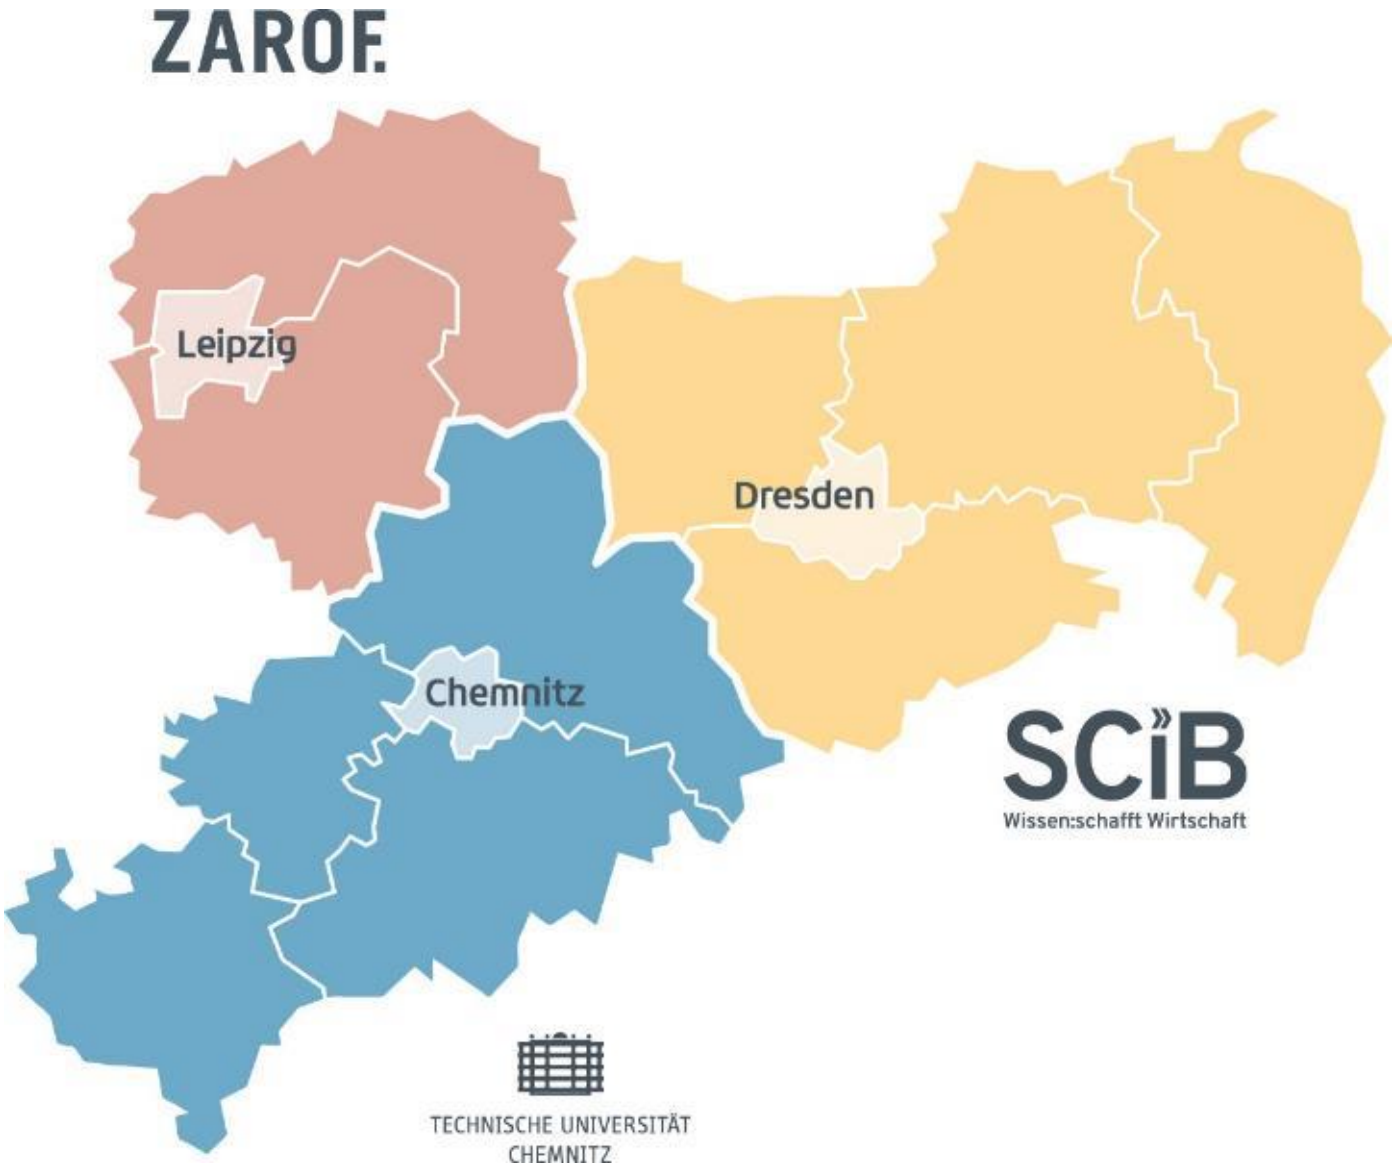 ZAROF.
Leipzig
Dresden
Chemnitz
SCiB
Wissen:schafft Wirtschaft
TECHNISCHE UNIVERSITÄT
CHEMNITZ